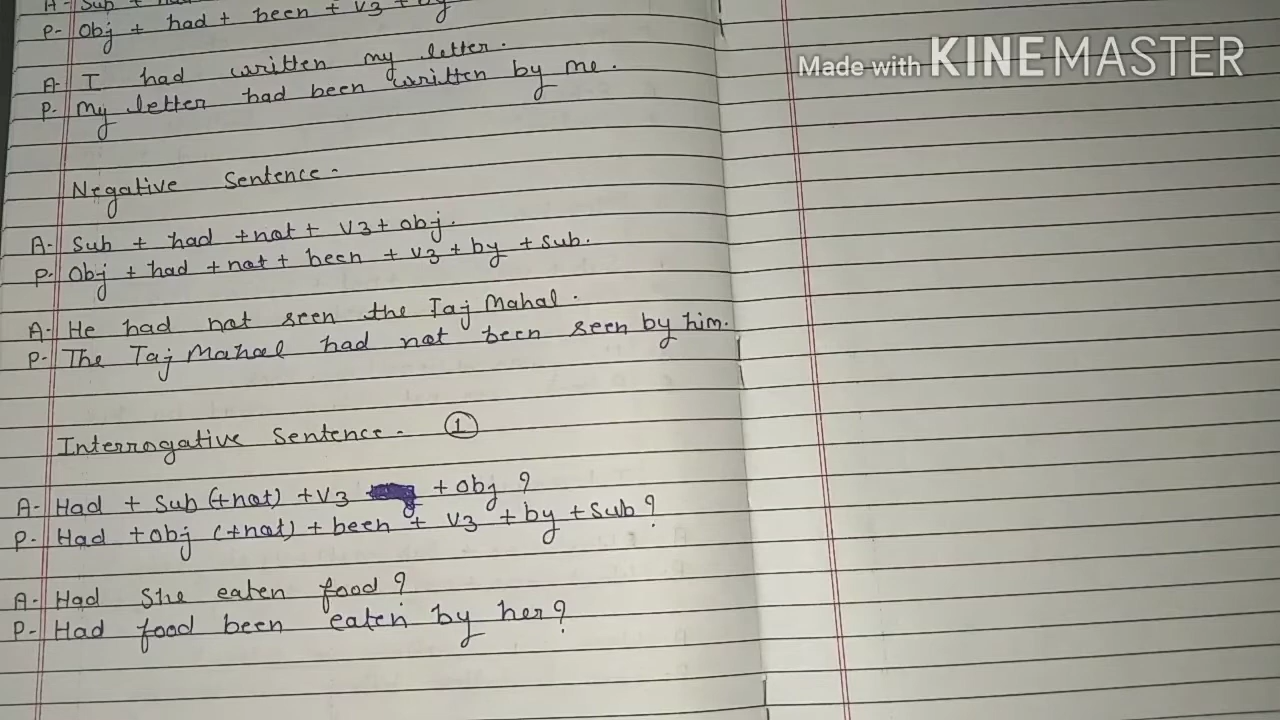 A- Sub +
P- Obj + had + been + V3 + by
A- I had written my letter.
P- My letter had been written by me.
Negative Sentence-
A- Sub + had + not + V3 + obj.
P- Obj + had + not + been + V3 + by + sub.
A- He had not seen the Taj Mahal.
P- The Taj Mahal had not been seen by him.
Interrogative Sentence- 1
A- Had + Sub (+not) + V3 + obj ?
P- Had + obj (+not) + been + V3 + by + Sub ?
A- Had She eaten food ?
P- Had food been eaten by her ?
Made with KINEMASTER